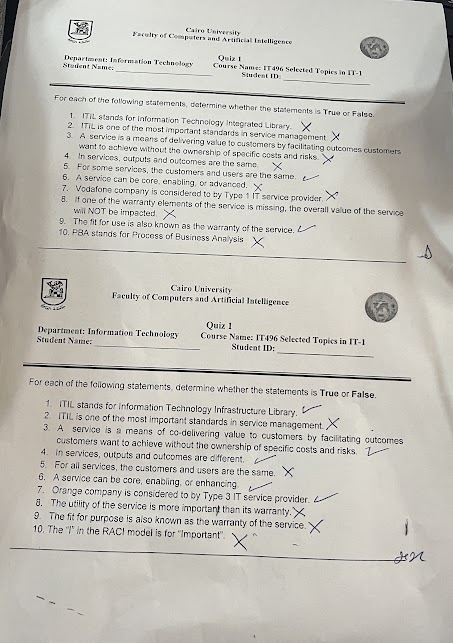 Cairo University
Faculty of Computers and Artificial Intelligence
Quiz 1
Department: Information Technology Course Name: IT496 Selected Topics in IT-1
Student Name: Student ID:
For each of the following statements, determine whether the statements is True or False.
1. ITIL stands for Information Technology Integrated Library. X
2. ITIL is one of the most important standards in service management X
3. A service is a means of delivering value to customers by facilitating outcomes customers
want to achieve without the ownership of specific costs and risks. X
4. In services, outputs and outcomes are the same. X
5. For some services, the customers and users are the same. ✓
6. A service can be core, enabling, or advanced. X
7. Vodafone company is considered to by Type 1 IT service provider. X
8. If one of the warranty elements of the service is missing, the overall value of the service
will NOT be impacted. X
9. The fit for use is also known as the warranty of the service. ✓
10. PBA stands for Process of Business Analysis X
Cairo University
Faculty of Computers and Artificial Intelligence
Quiz 1
Department: Information Technology Course Name: IT496 Selected Topics in IT-1
Student Name: Student ID:
For each of the following statements, determine whether the statements is True or False.
1. ITIL stands for Information Technology Infrastructure Library. ✓
2. ITIL is one of the most important standards in service management. X
3. A service is a means of co-delivering value to customers by facilitating outcomes
customers want to achieve without the ownership of specific costs and risks. ✓
4. In services, outputs and outcomes are different. ✓
5. For all services, the customers and users are the same. X
6. A service can be core, enabling, or enhancing. ✓
7. Orange company is considered to by Type 3 IT service provider. ✓
8. The utility of the service is more important than its warranty. X
9. The fit for purpose is also known as the warranty of the service. X
10. The "I" in the RACI model is for "Important". X